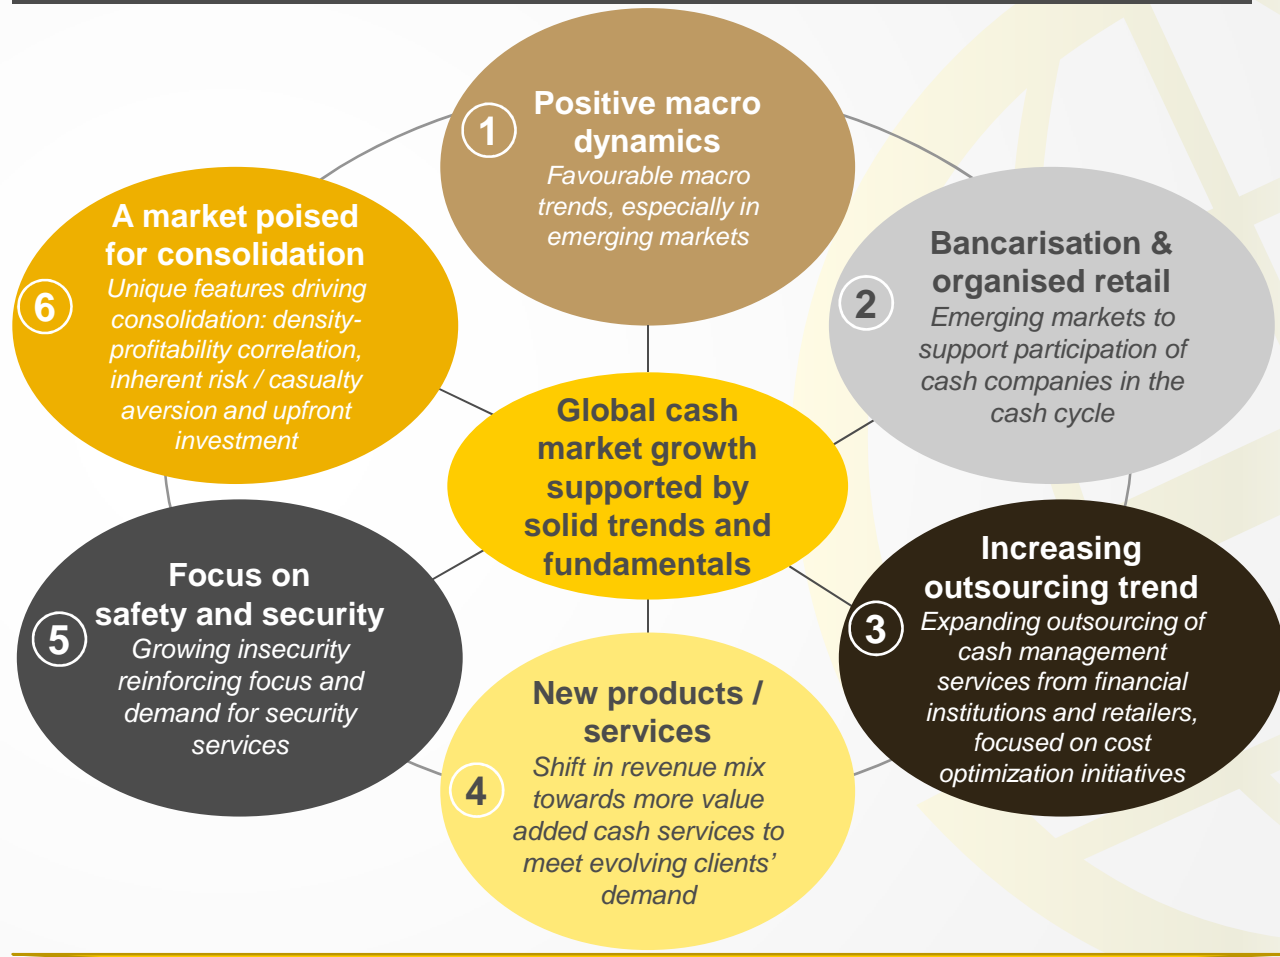 1
Positive macro
dynamics
Favourable macro
trends, especially in
emerging markets
2
Bancarisation &
organised retail
Emerging markets to
support participation of
cash companies in the
cash cycle
3
Increasing
outsourcing trend
Expanding outsourcing of
cash management
services from financial
institutions and retailers,
focused on cost
optimization initiatives
4
New products /
services
Shift in revenue mix
towards more value
added cash services to
meet evolving clients’
demand
5
Focus on
safety and security
Growing insecurity
reinforcing focus and
demand for security
services
6
A market poised
for consolidation
Unique features driving
consolidation: density-
profitability correlation,
inherent risk / casualty
aversion and upfront
investment
Global cash
market growth
supported by
solid trends and
fundamentals